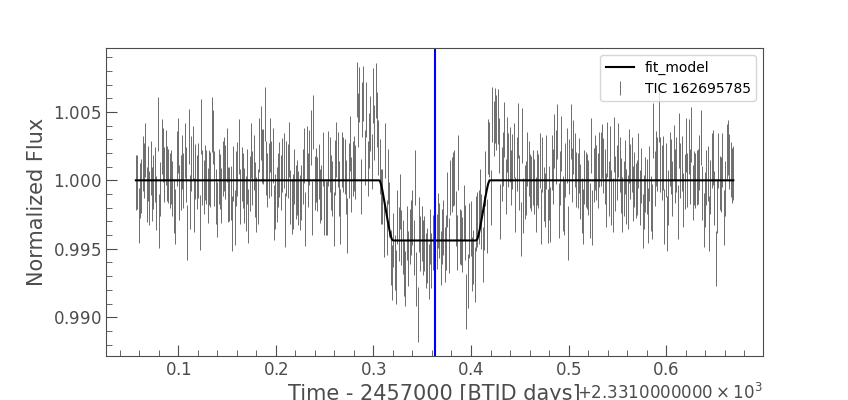 fit_model
TIC 162695785
Normalized Flux
1.005
1.000
0.995
0.990
0.1 0.2 0.3 0.4 0.5 0.6
Time - 2457000 [BTJD days]
+2.3310000000 × 10³